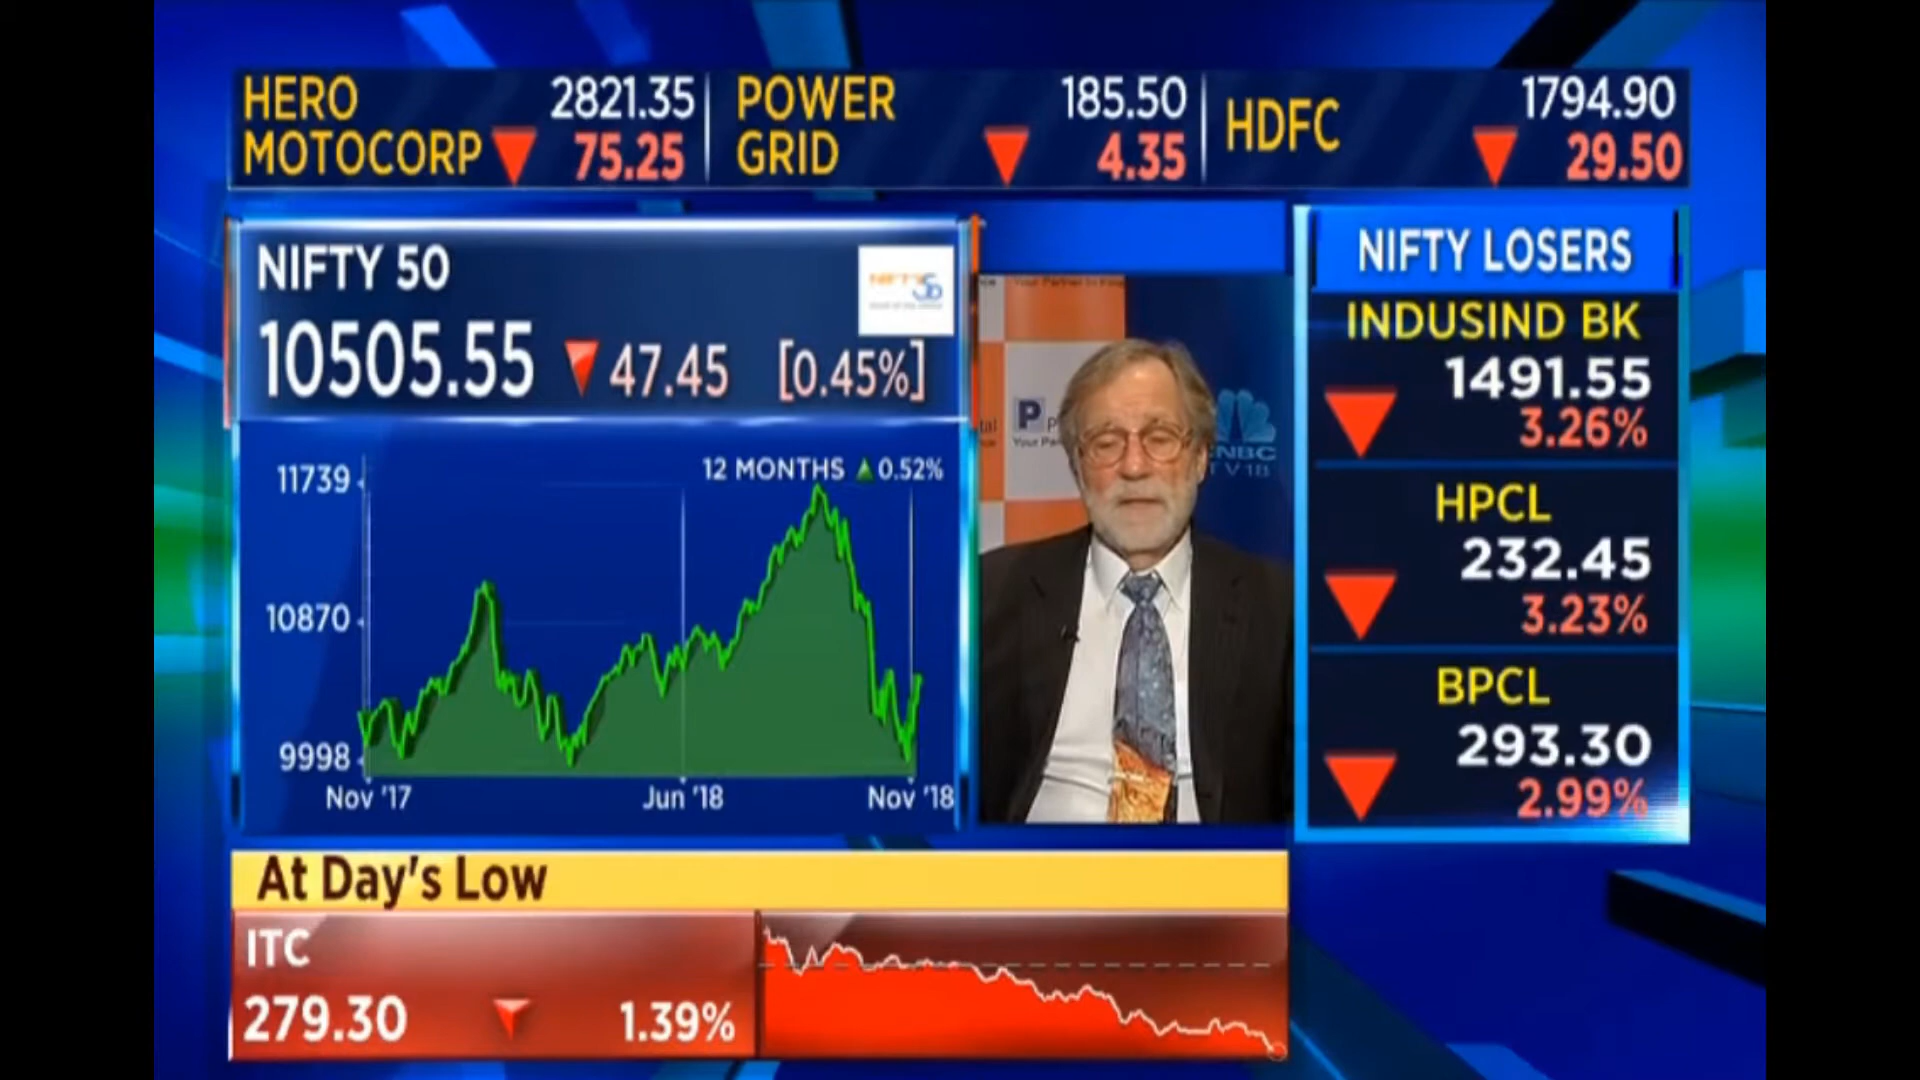 HERO
MOTOCORP
2821.35
75.25
POWER
GRID
185.50
4.35
HDFC
1794.90
29.50
NIFTY 50
10505.55 47.45 [0.45%]
12 MONTHS 0.52%
11739
10870
9998
Nov '17 Jun '18 Nov '18
P
CNBC
TV18
NIFTY LOSERS
INDUSIND BK
1491.55
3.26%
HPCL
232.45
3.23%
BPCL
293.30
2.99%
At Day's Low
ITC
279.30 1.39%